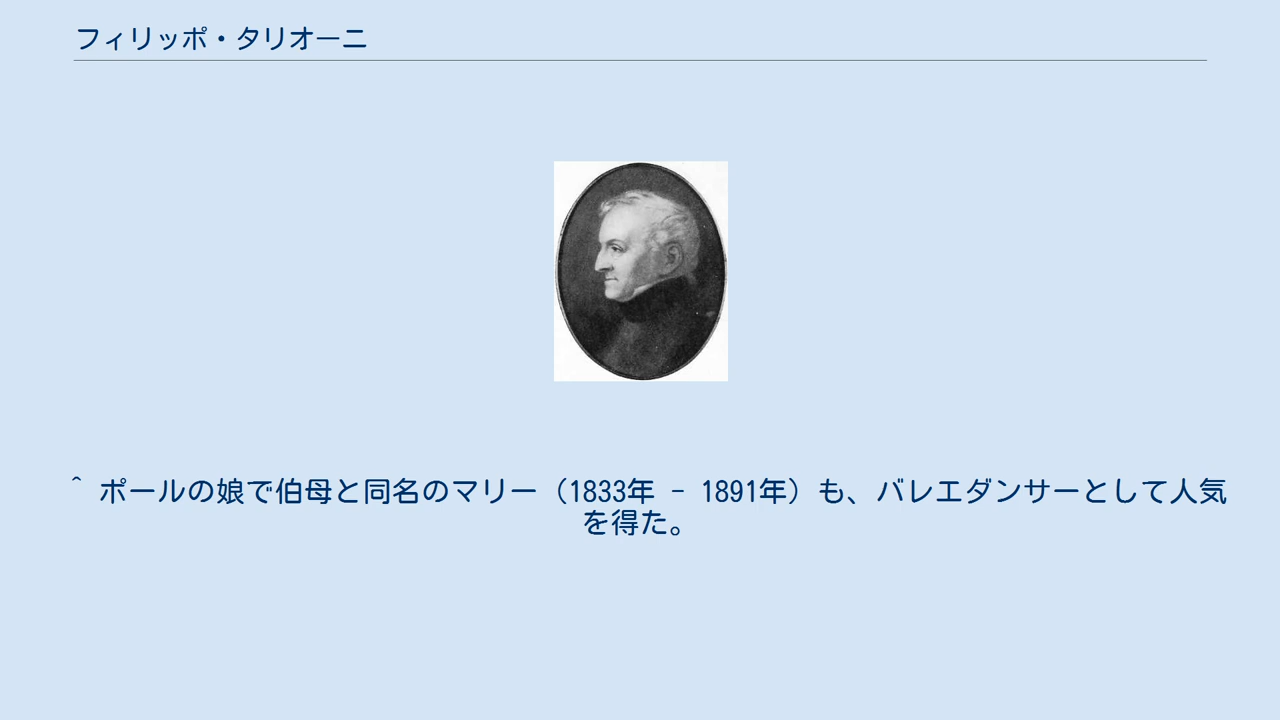 フィリッポ・タリオーニ
^ ポールの娘で伯母と同名のマリー（1833年 - 1891年）も、バレエダンサーとして人気
を得た。